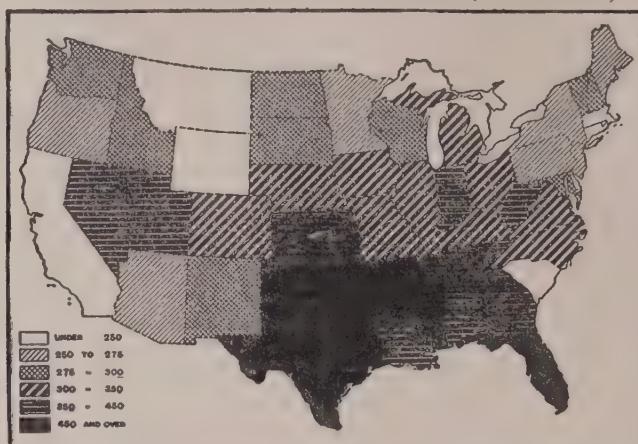 UNDER 250
250 TO 275
275 " 300
300 " 350
350 " 450
450 AND OVER